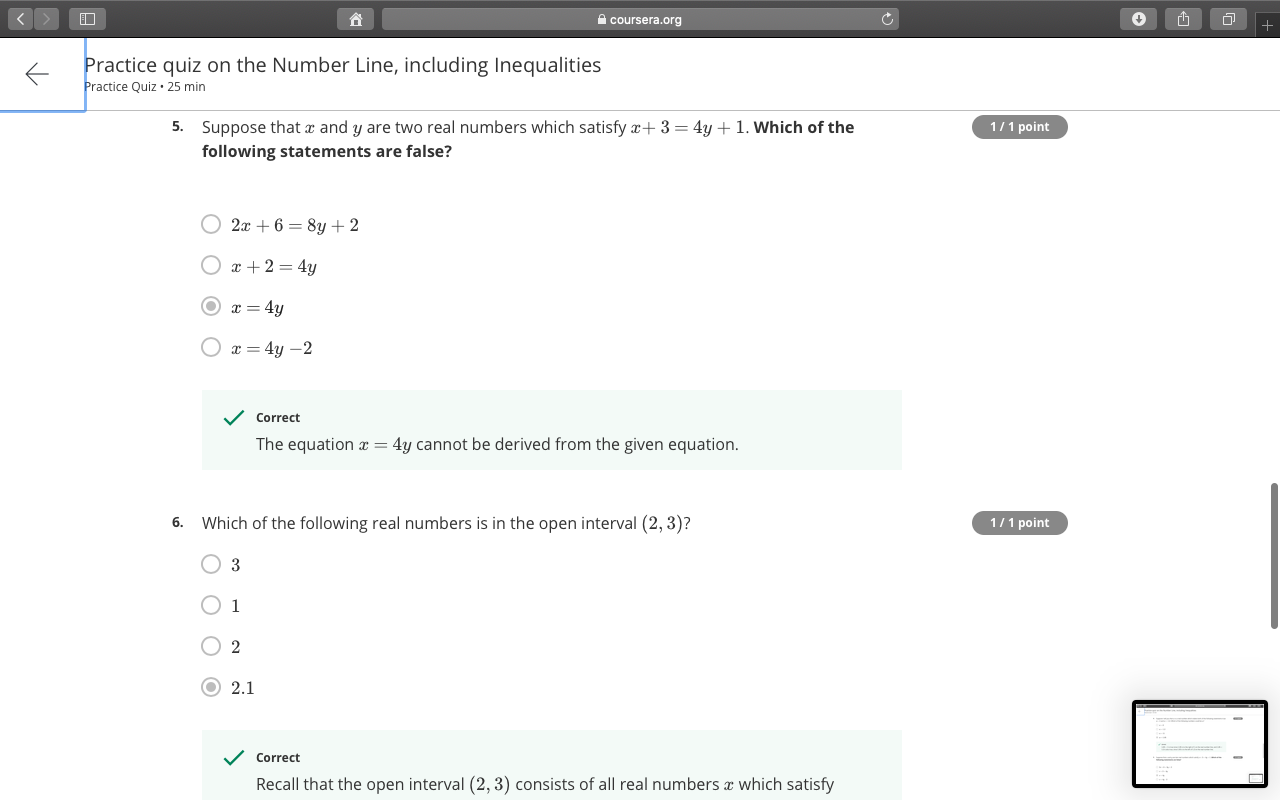 coursera.org
Practice quiz on the Number Line, including Inequalities
Practice Quiz • 25 min
5. Suppose that x and y are two real numbers which satisfy x+ 3 = 4y + 1. Which of the 1 / 1 point
following statements are false?
2x + 6 = 8y + 2
x + 2 = 4y
x = 4y
x = 4y −2
Correct
The equation x = 4y cannot be derived from the given equation.
6. Which of the following real numbers is in the open interval (2, 3)? 1 / 1 point
3
1
2
2.1
Correct
Recall that the open interval (2, 3) consists of all real numbers x which satisfy